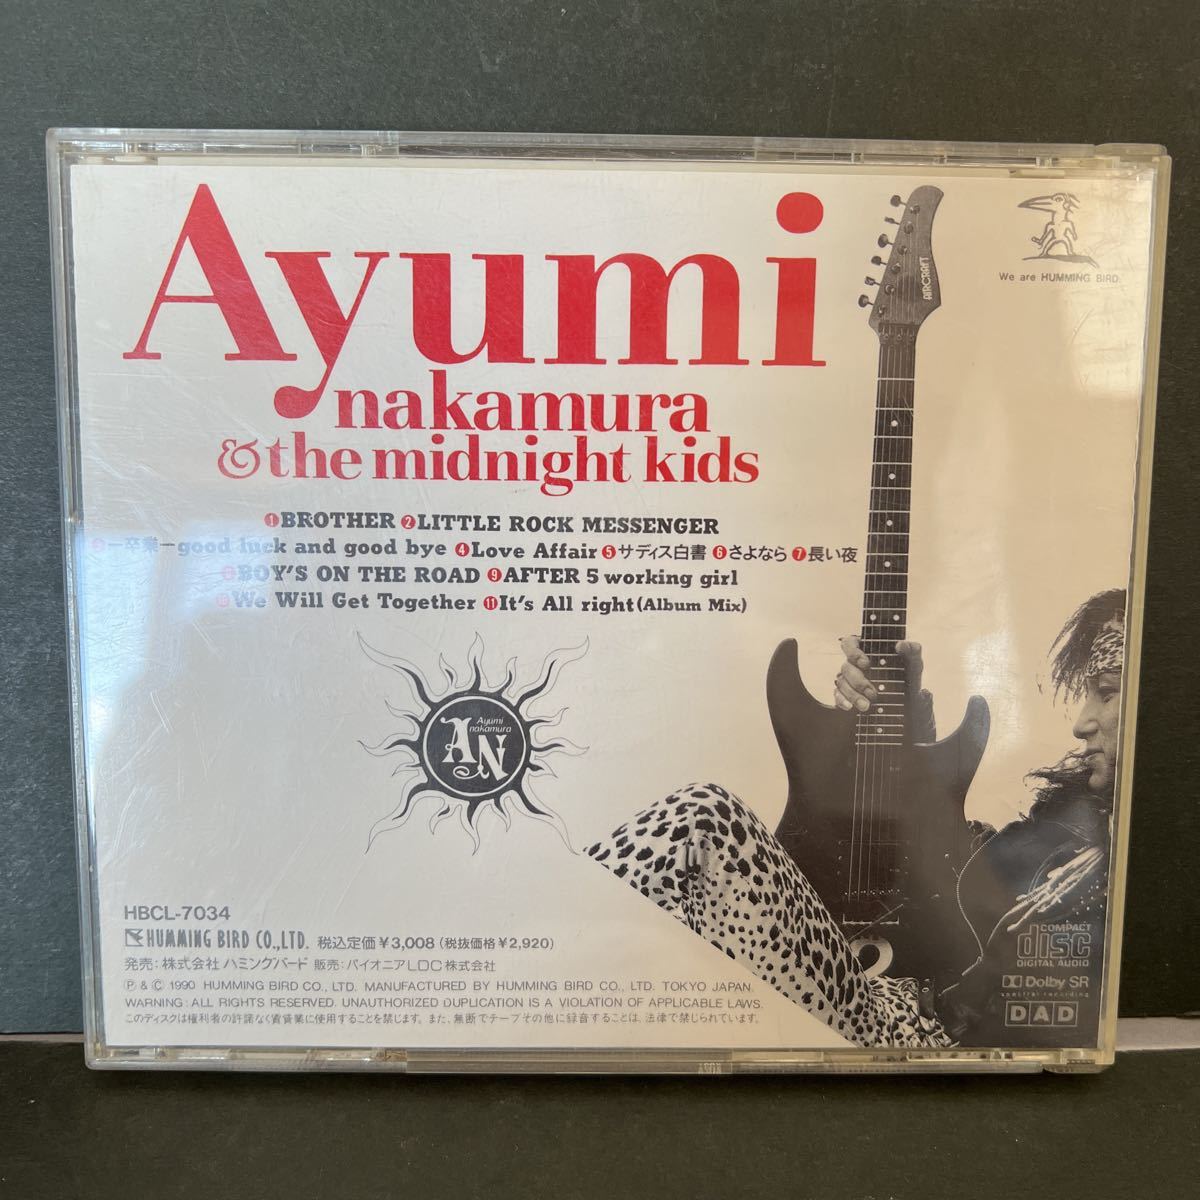 Ayumi
nakamura
& the midnight kids
AIRCRAFT
We are HUMMING BIRD.
❶BROTHER ❷LITTLE ROCK MESSENGER
❸―卒業―good luck and good bye ❹Love Affair ❺サディス白書 ❻さよなら ❼長い夜
❽BOY'S ON THE ROAD ❾AFTER 5 working girl
❿We Will Get Together ⓫It's All right(Album Mix)
Ayumi
nakamura
AN
HBCL-7034
HUMMING BIRD CO.,LTD. 税込定価¥3,008(税抜価格¥2,920)
発売:株式会社ハミングバード 販売:パイオニアLDC株式会社
Ⓟ & © 1990 HUMMING BIRD CO., LTD. MANUFACTURED BY HUMMING BIRD CO., LTD. TOKYO JAPAN.
WARNING: ALL RIGHTS RESERVED. UNAUTHORIZED DUPLICATION IS A VIOLATION OF APPLICABLE LAWS.
このディスクは権利者の許諾なく賃貸業に使用することを禁じます。また、無断でテープその他に録音することは、法律で禁じられています。
COMPACT
disc
DIGITAL AUDIO
Dolby SR
spectral recording
DAD